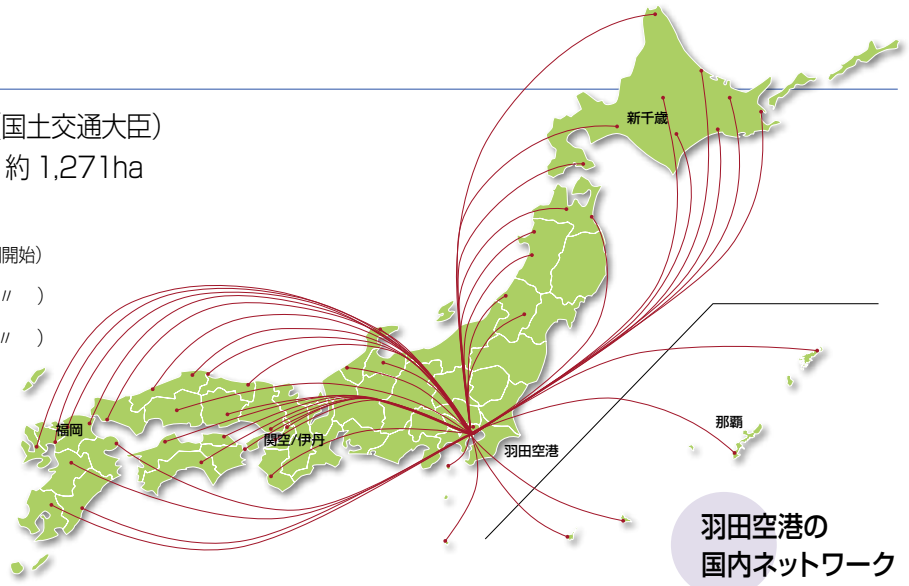 国土交通大臣）
約 1,271ha
開始）
〃　）
〃　）
新千歳
福岡
関空/伊丹
羽田空港
那覇
羽田空港の
国内ネットワーク